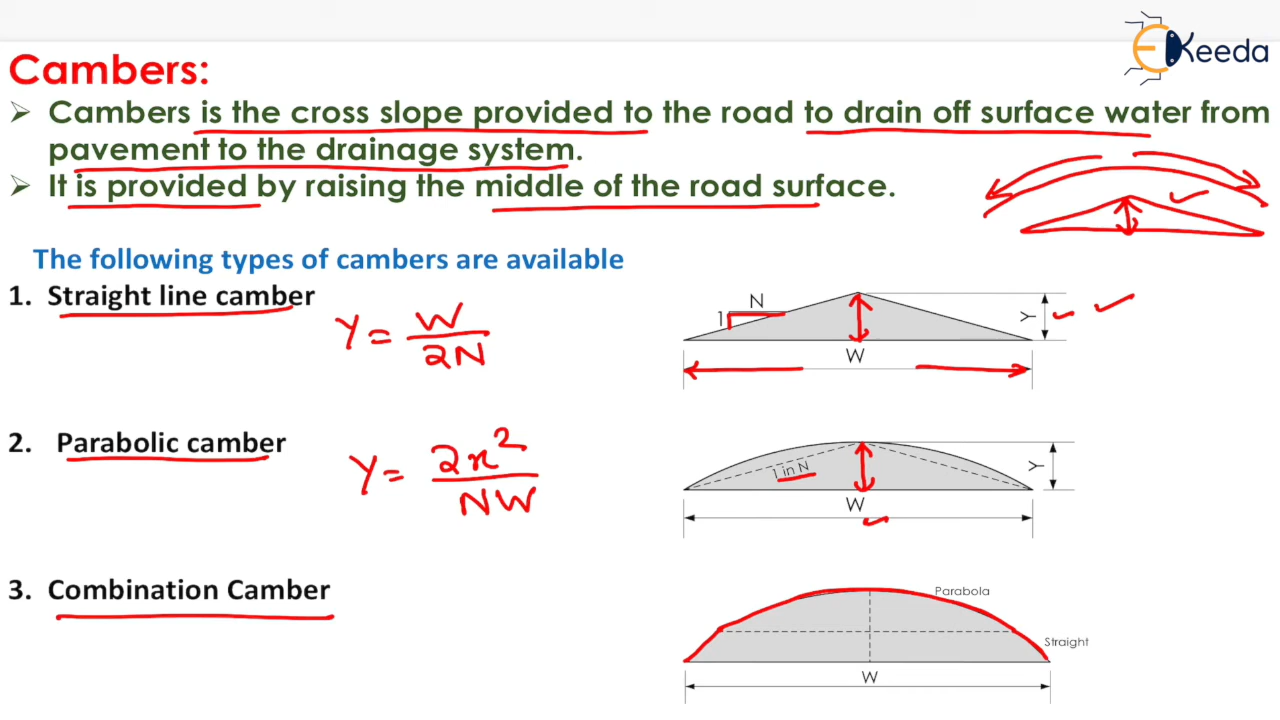 EKeeda
Cambers:
➢ Cambers is the cross slope provided to the road to drain off surface water from
pavement to the drainage system.
➢ It is provided by raising the middle of the road surface.
The following types of cambers are available
1. Straight line camber
Y = W
2N
N
1
Y
W
2. Parabolic camber
Y = 2x²
NW
1 in N
Y
W
3. Combination Camber
Parabola
Straight
W